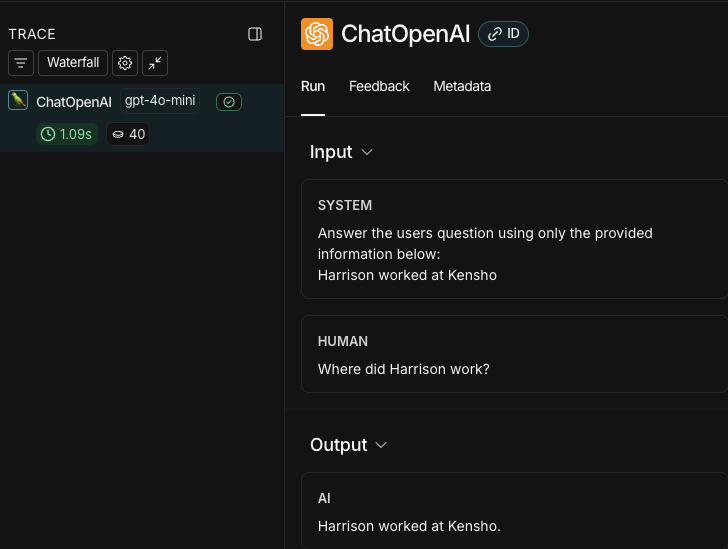 TRACE
Waterfall
ChatOpenAI gpt-4o-mini
1.09s 40
ChatOpenAI ID
Run Feedback Metadata
Input
SYSTEM
Answer the users question using only the provided
information below:
Harrison worked at Kensho
HUMAN
Where did Harrison work?
Output
AI
Harrison worked at Kensho.